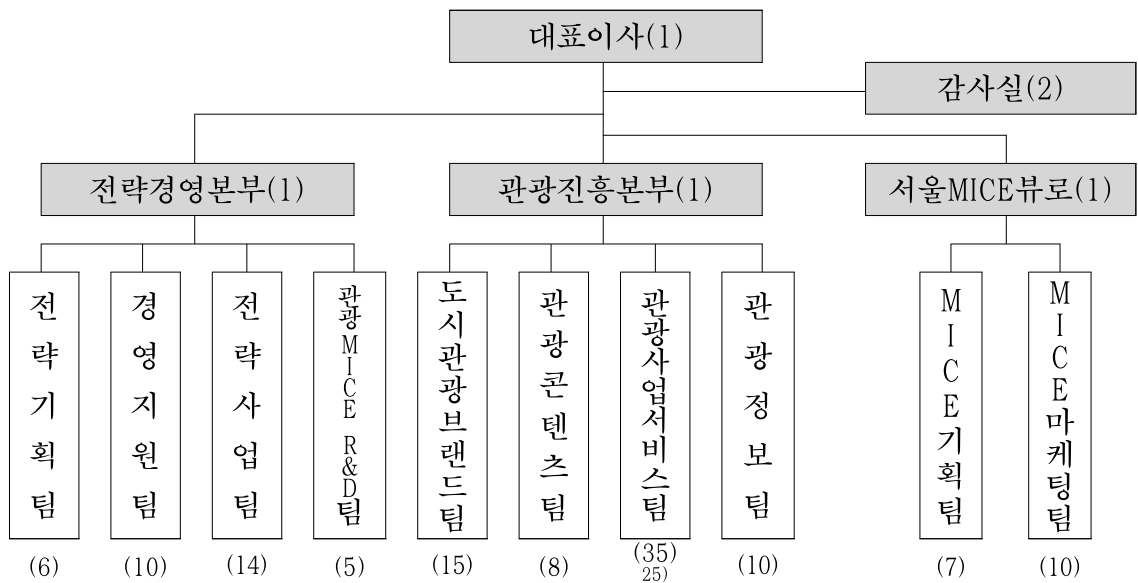 대표이사(1)
감사실(2)
전략경영본부(1)
관광진흥본부(1)
서울MICE뷰로(1)
전략기획팀
경영지원팀
전략사업팀
관광MICE R&D팀
도시관광브랜드팀
관광콘텐츠팀
관광사업서비스팀
관광정보팀
MICE기획팀
MICE마케팅팀
(6)
(10)
(14)
(5)
(15)
(8)
(35)
25)
(10)
(7)
(10)